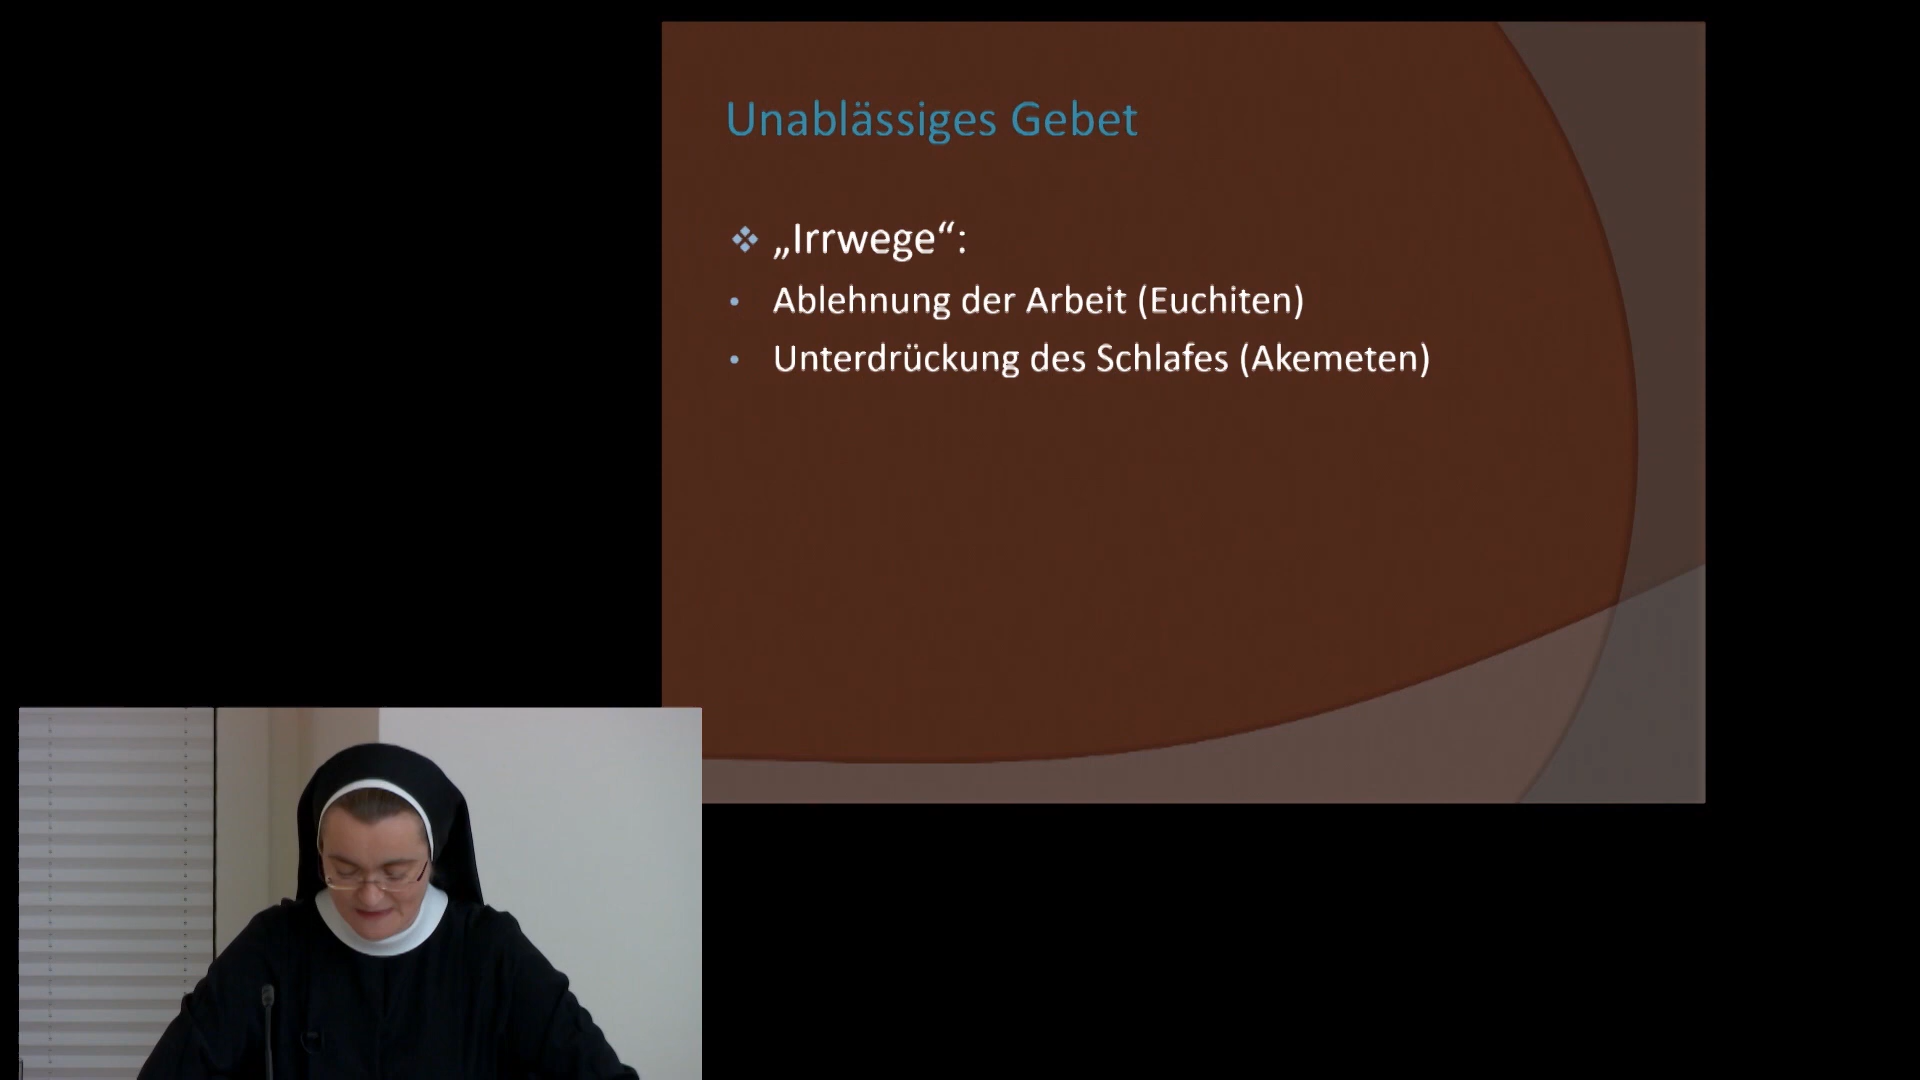 Unablässiges Gebet
❖ „Irrwege“:
• Ablehnung der Arbeit (Euchiten)
• Unterdrückung des Schlafes (Akemeten)